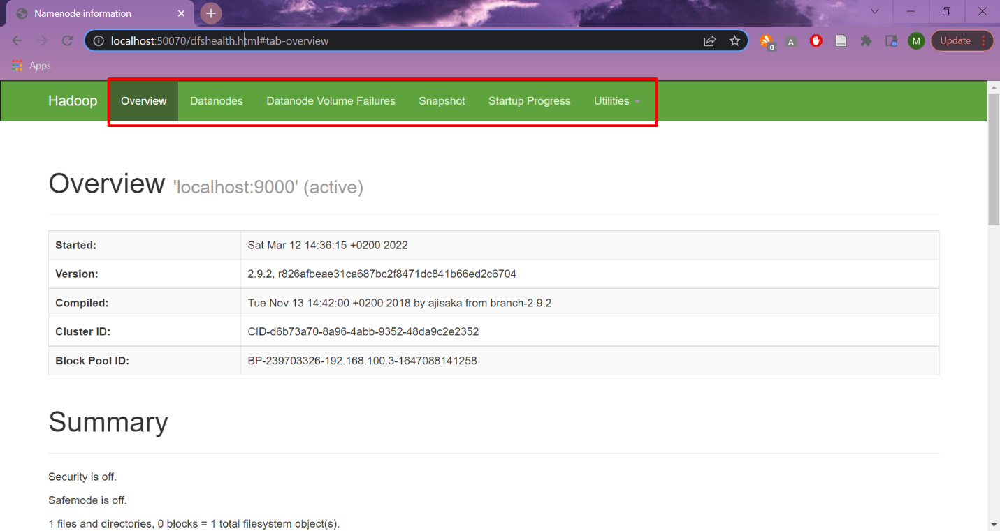 Namenode information
localhost:50070/dfshealth.html#tab-overview
A
0
M
Update
Apps
Hadoop Overview Datanodes Datanode Volume Failures Snapshot Startup Progress Utilities
Overview 'localhost:9000' (active)
Started: Sat Mar 12 14:36:15 +0200 2022
Version: 2.9.2, r826afbeae31ca687bc2f8471dc841b66ed2c6704
Compiled: Tue Nov 13 14:42:00 +0200 2018 by ajisaka from branch-2.9.2
Cluster ID: CID-d6b73a70-8a96-4abb-9352-48da9c2e2352
Block Pool ID: BP-239703326-192.168.100.3-1647088141258
Summary
Security is off.
Safemode is off.
1 files and directories, 0 blocks = 1 total filesystem object(s).